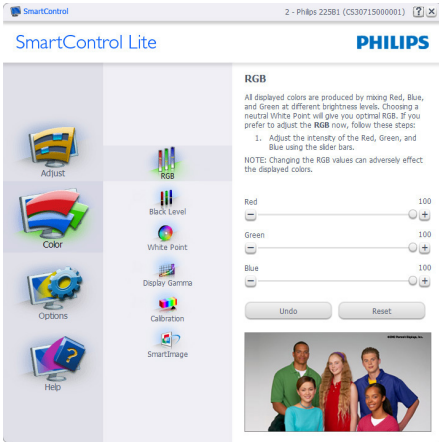 SmartControl
2 - Philips 225B1 (CS30715000001)
SmartControl Lite
PHILIPS
Adjust
Color
Options
Help
RGB
Black Level
White Point
Display Gamma
Calibration
SmartImage
RGB
All displayed colors are produced by mixing Red, Blue,
and Green at different brightness levels. Choosing a
neutral White Point will give you optimal RGB. If you
prefer to adjust the RGB now, follow these steps:
1. Adjust the intensity of the Red, Green, and
Blue using the slider bars.
NOTE: Changing the RGB values can adversely effect
the displayed colors.
Red 100
Green 100
Blue 100
Undo
Reset